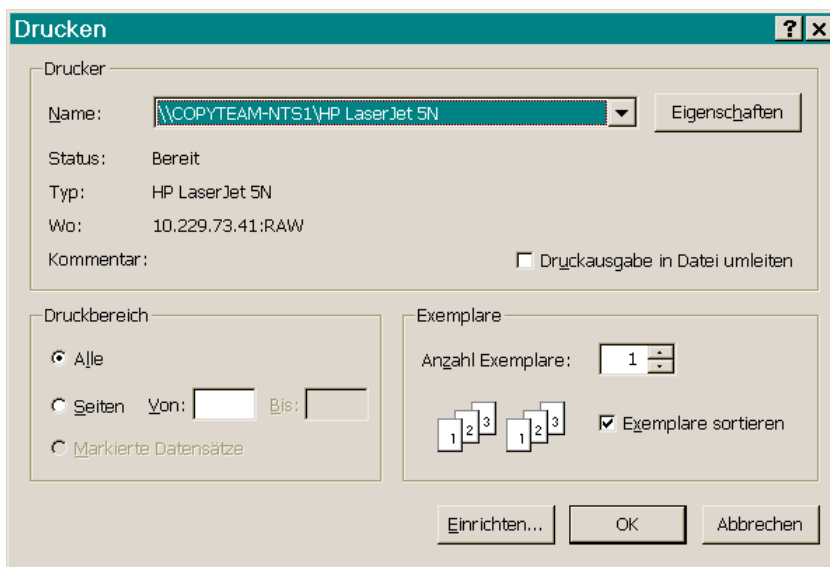 Drucken
Drucker
Name: \\COPYTEAM-NTS1\HP LaserJet 5N Eigenschaften
Status: Bereit
Typ: HP LaserJet 5N
Wo: 10.229.73.41:RAW
Kommentar: Druckausgabe in Datei umleiten
Druckbereich
Alle
Seiten Von: Bis:
Markierte Datensätze
Exemplare
Anzahl Exemplare: 1
1 2 3 1 2 3
Exemplare sortieren
Einrichten... OK Abbrechen